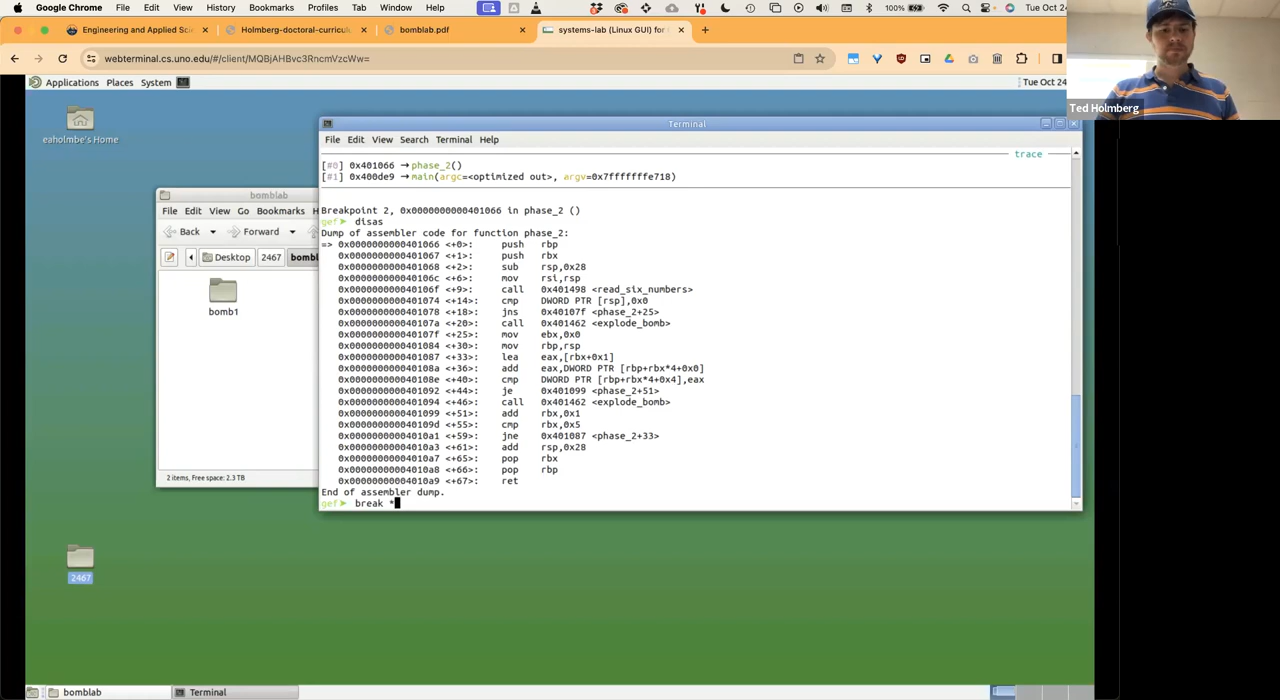 Google Chrome File Edit View History Bookmarks Profiles Tab Window Help 100% Tue Oct 24
Engineering and Applied Scie × Holmberg-doctoral-curriculu × bomblab.pdf × systems-lab (Linux GUI) for × +
webterminal.cs.uno.edu/#/client/MQBjAHBvc3RncmVzcWw=
Applications Places System Tue Oct 24
Ted Holmberg
eaholmbe's Home
Terminal
File Edit View Search Terminal Help
trace
[#0] 0x401066 → phase_2()
[#1] 0x400de9 → main(argc=<optimized out>, argv=0x7fffffffe718)
Breakpoint 2, 0x0000000000401066 in phase_2 ()
gef➤ disas
Dump of assembler code for function phase_2:
=> 0x0000000000401066 <+0>: push rbp
0x0000000000401067 <+1>: push rbx
0x0000000000401068 <+2>: sub rsp,0x28
0x000000000040106c <+6>: mov rsi,rsp
0x000000000040106f <+9>: call 0x401498 <read_six_numbers>
0x0000000000401074 <+14>: cmp DWORD PTR [rsp],0x0
0x0000000000401078 <+18>: jns 0x40107f <phase_2+25>
0x000000000040107a <+20>: call 0x401462 <explode_bomb>
0x000000000040107f <+25>: mov ebx,0x0
0x0000000000401084 <+30>: mov rbp,rsp
0x0000000000401087 <+33>: lea eax,[rbx+0x1]
0x000000000040108a <+36>: add eax,DWORD PTR [rbp+rbx*4+0x0]
0x000000000040108e <+40>: cmp DWORD PTR [rbp+rbx*4+0x4],eax
0x0000000000401092 <+44>: je 0x401099 <phase_2+51>
0x0000000000401094 <+46>: call 0x401462 <explode_bomb>
0x0000000000401099 <+51>: add rbx,0x1
0x000000000040109d <+55>: cmp rbx,0x5
0x00000000004010a1 <+59>: jne 0x401087 <phase_2+33>
0x00000000004010a3 <+61>: add rsp,0x28
0x00000000004010a7 <+65>: pop rbx
0x00000000004010a8 <+66>: pop rbp
0x00000000004010a9 <+67>: ret
End of assembler dump.
gef➤ break *
bomblab
File Edit View Go Bookmarks H
Back Forward
Desktop 2467 bombl
bomb1
2 items, Free space: 2.3 TB
2467
bomblab Terminal